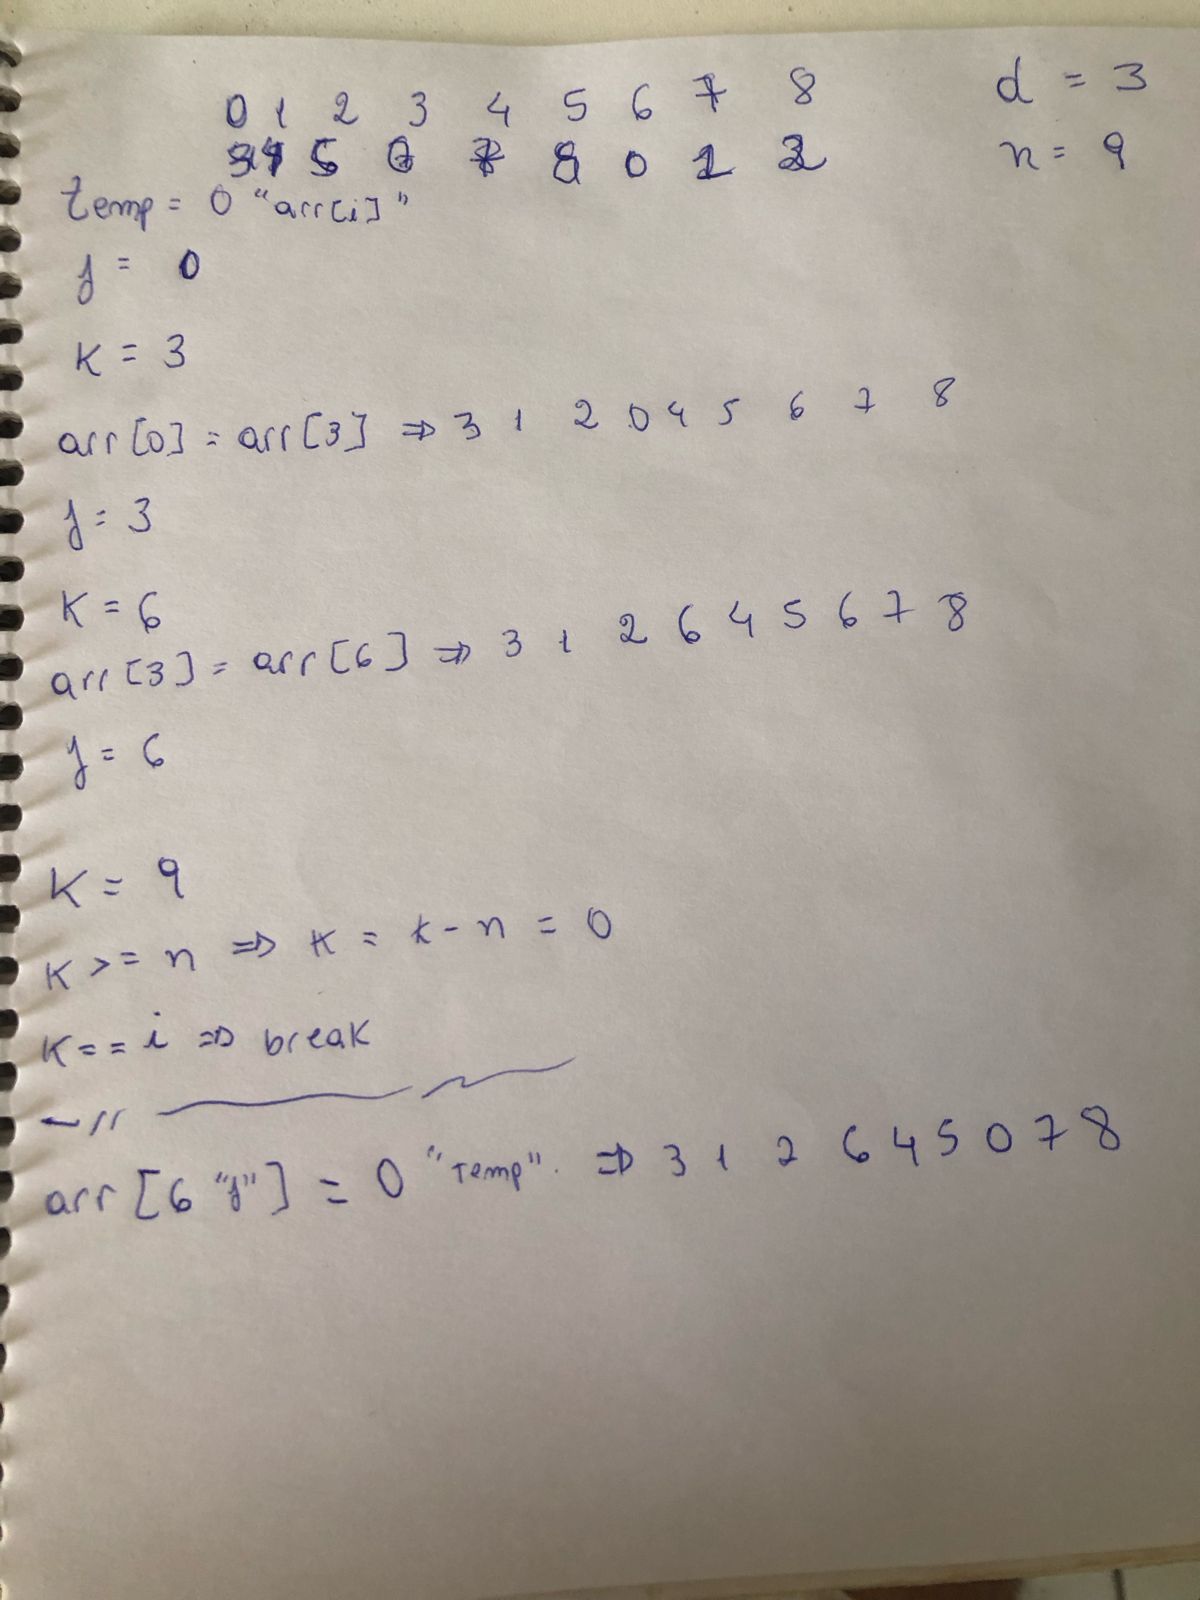 0 1 2 3 4 5 6 7 8 d = 3
3 4 5 6 7 8 0 1 2 n = 9
temp = 0 "arr[i]"
j = 0
K = 3
arr[0] = arr[3] ⇒ 3 1 2 0 4 5 6 7 8
j = 3
K = 6
arr[3] = arr[6] ⇒ 3 1 2 6 4 5 6 7 8
j = 6
K = 9
K >= n ⇒ K = K - n = 0
K == i ⇒ break
arr[6 "j"] = 0 "Temp". ⇒ 3 1 2 6 4 5 0 7 8